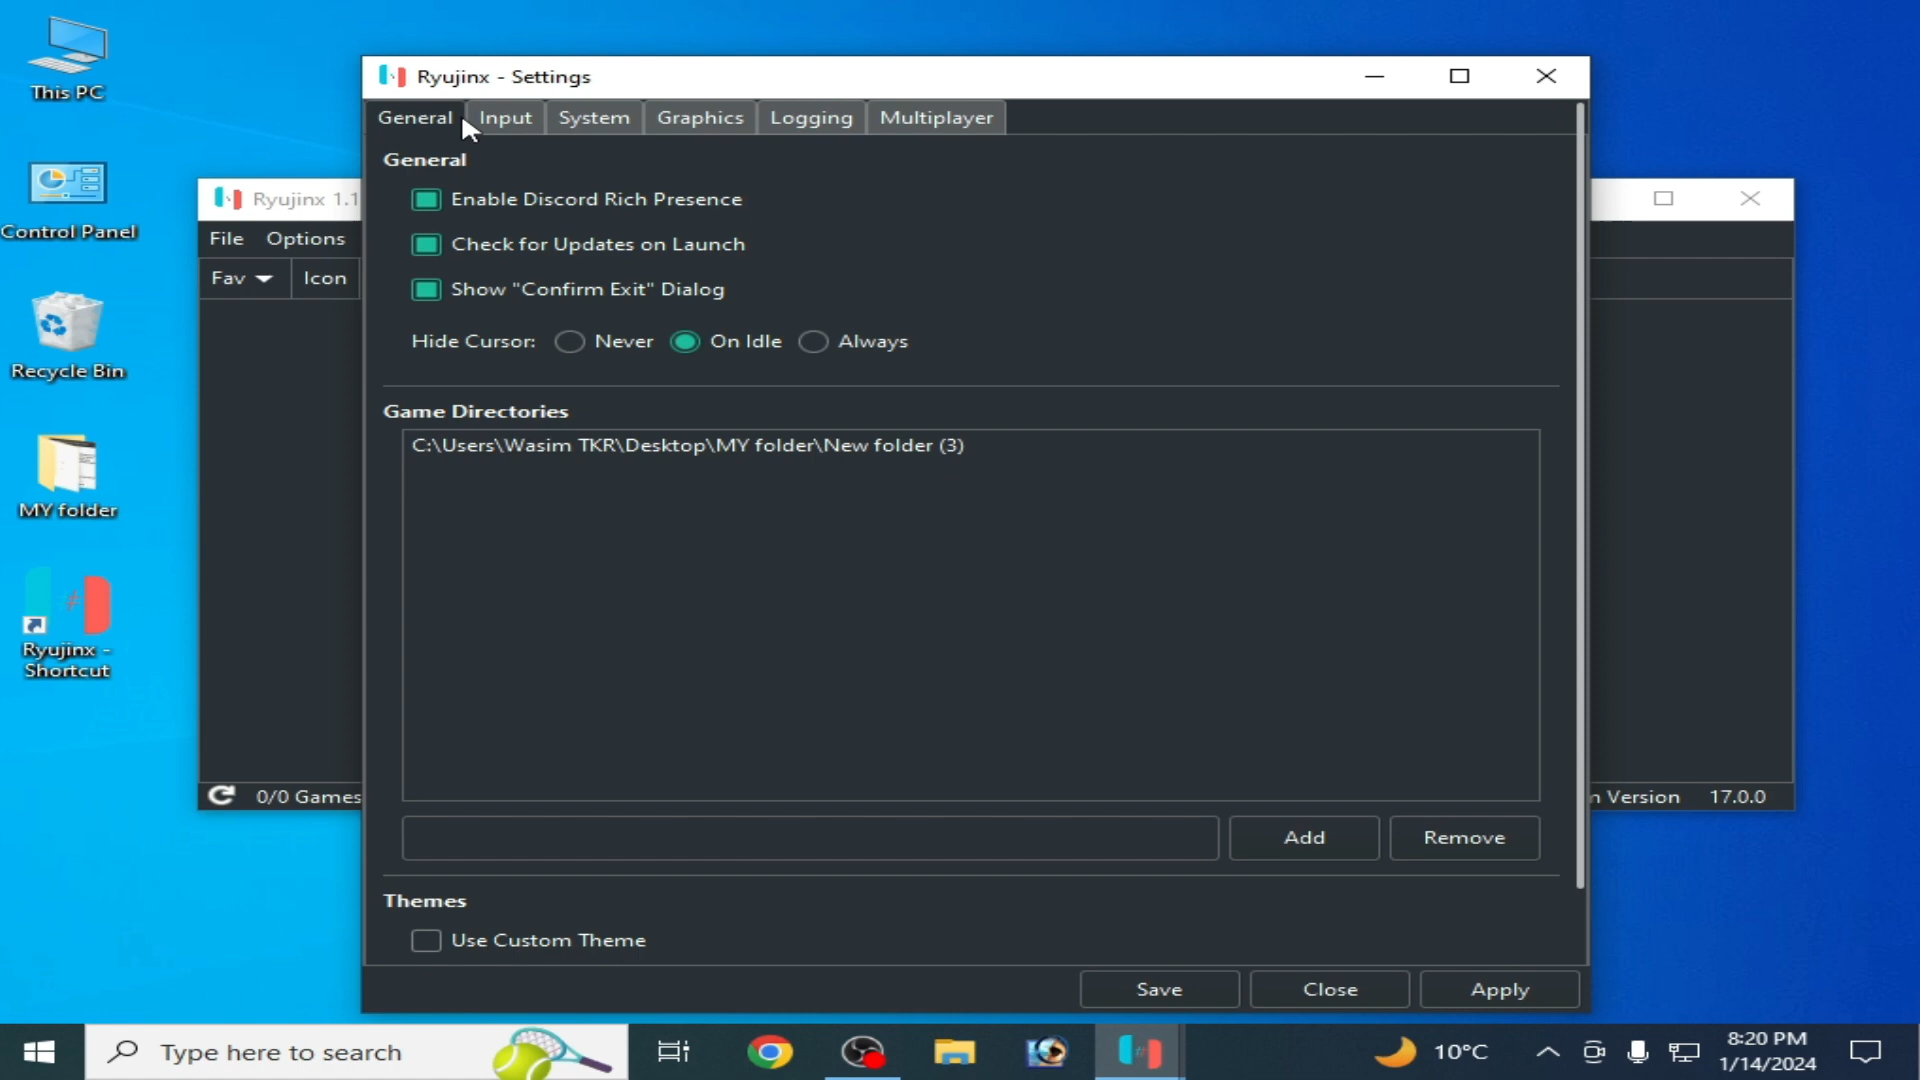 This PC
Control Panel
Recycle Bin
MY folder
Ryujinx -
Shortcut
Ryujinx 1.1
File Options
Fav Icon
0/0 Games
n Version 17.0.0
Ryujinx - Settings
General Input System Graphics Logging Multiplayer
General
Enable Discord Rich Presence
Check for Updates on Launch
Show "Confirm Exit" Dialog
Hide Cursor: Never On Idle Always
Game Directories
C:\Users\Wasim TKR\Desktop\MY folder\New folder (3)
Add Remove
Themes
Use Custom Theme
Save Close Apply
Type here to search
10°C
8:20 PM
1/14/2024